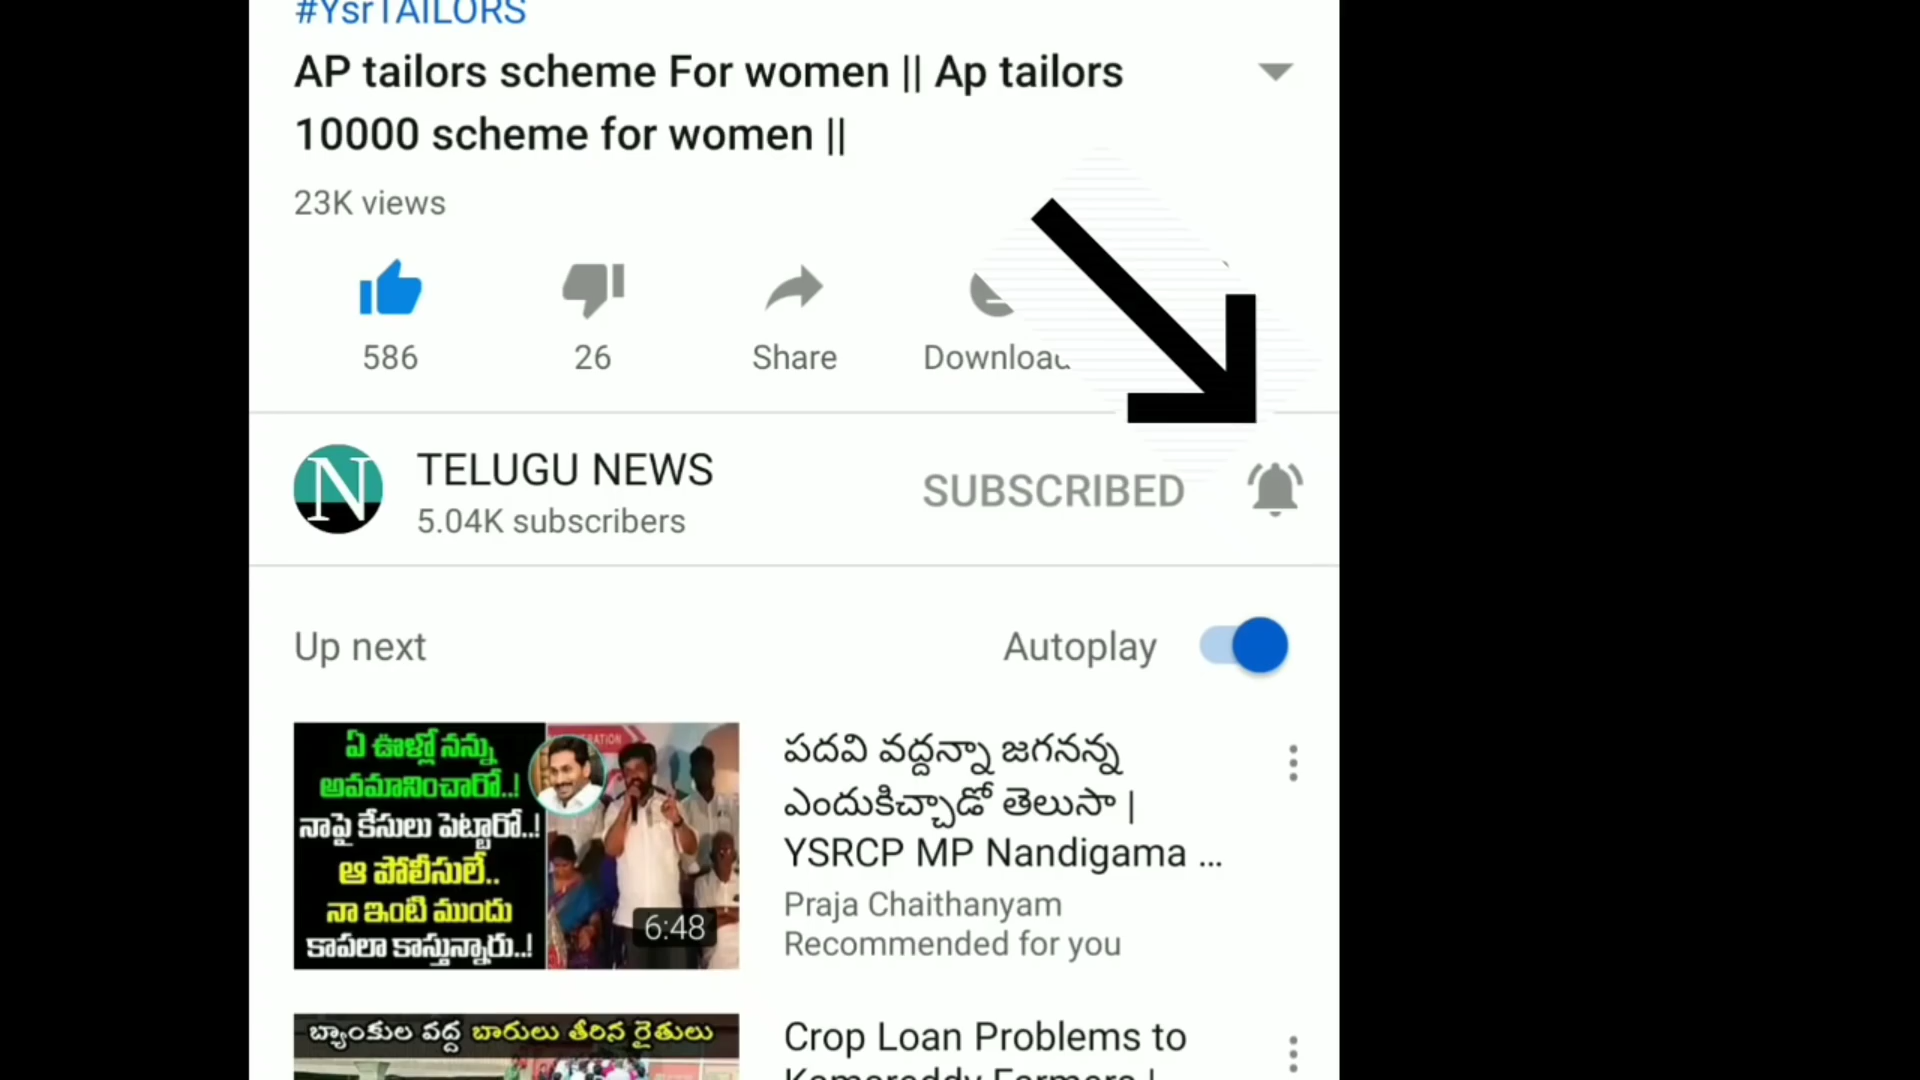 #YsrTAILORS
AP tailors scheme For women || Ap tailors
10000 scheme for women ||
23K views
586
26
Share
Download
TELUGU NEWS
5.04K subscribers
SUBSCRIBED
N
Up next
Autoplay
ఏ ఊళ్లో నన్ను
అవమానించారో..!
నాపై కేసులు పెట్టారో..!
ఆ పోలీసులే..
నా ఇంటి ముందు
కాపలా కాస్తున్నారు..!
6:48
పదవి వద్దన్నా జగనన్న
ఎందుకిచ్చాడో తెలుసా |
YSRCP MP Nandigama ...
Praja Chaithanyam
Recommended for you
బ్యాంకుల వద్ద బారులు తీరిన రైతులు
Crop Loan Problems to
Kamareddy Farmers |